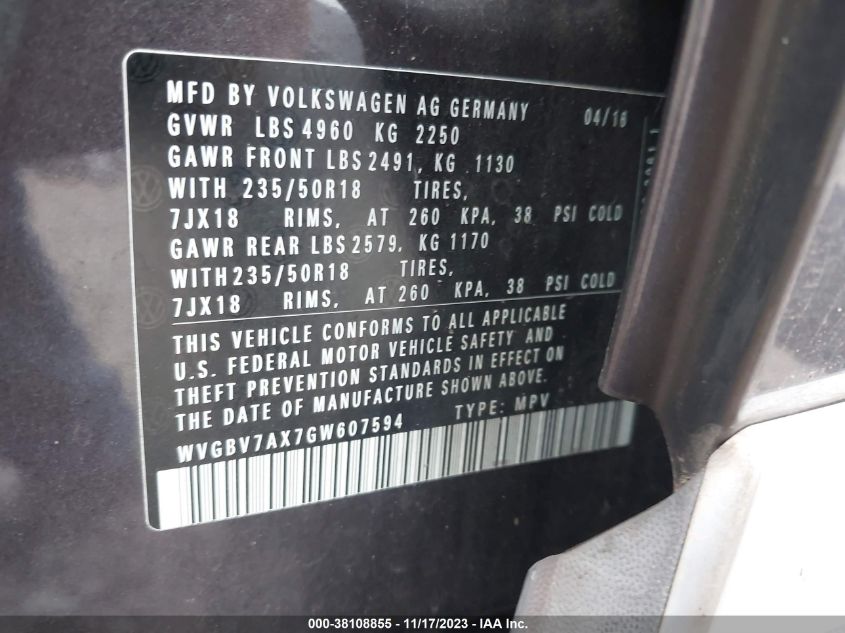 MFD BY VOLKSWAGEN AG GERMANY 04/16
GVWR LBS 4960 KG 2250
GAWR FRONT LBS 2491, KG 1130
WITH 235/50R18 TIRES,
7JX18 RIMS, AT 260 KPA, 38 PSI COLD
GAWR REAR LBS 2579, KG 1170
WITH 235/50R18 TIRES,
7JX18 RIMS, AT 260 KPA, 38 PSI COLD
THIS VEHICLE CONFORMS TO ALL APPLICABLE
U.S. FEDERAL MOTOR VEHICLE SAFETY AND
THEFT PREVENTION STANDARDS IN EFFECT ON
THE DATE OF MANUFACTURE SHOWN ABOVE.
WVGBV7AX7GW607594 TYPE: MPV
000-38108855 - 11/17/2023 - IAA Inc.